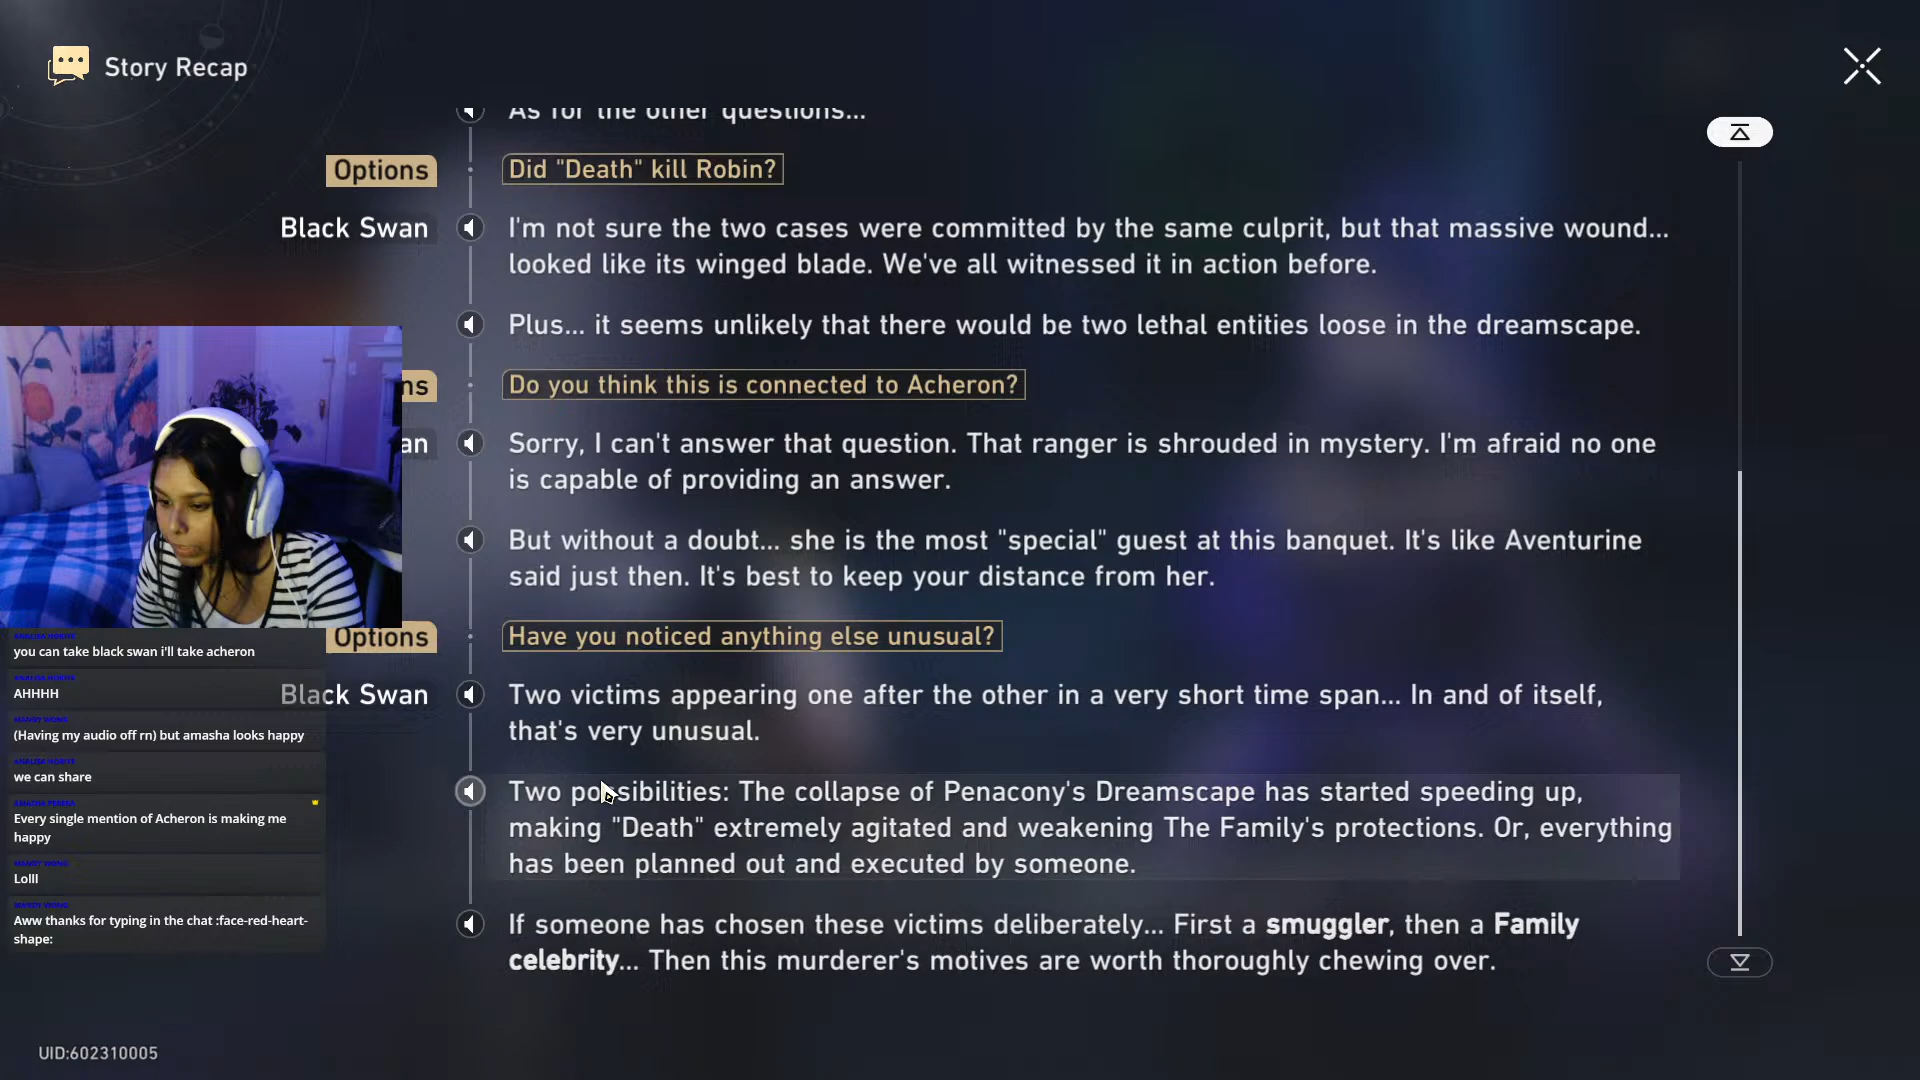 Story Recap
As for the other questions...
Options
Did "Death" kill Robin?
Black Swan
I'm not sure the two cases were committed by the same culprit, but that massive wound...
looked like its winged blade. We've all witnessed it in action before.
Plus... it seems unlikely that there would be two lethal entities loose in the dreamscape.
ns
Do you think this is connected to Acheron?
an
Sorry, I can't answer that question. That ranger is shrouded in mystery. I'm afraid no one
is capable of providing an answer.
But without a doubt... she is the most "special" guest at this banquet. It's like Aventurine
said just then. It's best to keep your distance from her.
Options
Have you noticed anything else unusual?
Black Swan
Two victims appearing one after the other in a very short time span... In and of itself,
that's very unusual.
Two possibilities: The collapse of Penacony's Dreamscape has started speeding up,
making "Death" extremely agitated and weakening The Family's protections. Or, everything
has been planned out and executed by someone.
If someone has chosen these victims deliberately... First a smuggler, then a Family
celebrity... Then this murderer's motives are worth thoroughly chewing over.
you can take black swan i'll take acheron
AHHHH
(Having my audio off rn) but amasha looks happy
we can share
Every single mention of Acheron is making me
happy
Lolll
Aww thanks for typing in the chat :face-red-heart-
shape:
UID:602310005